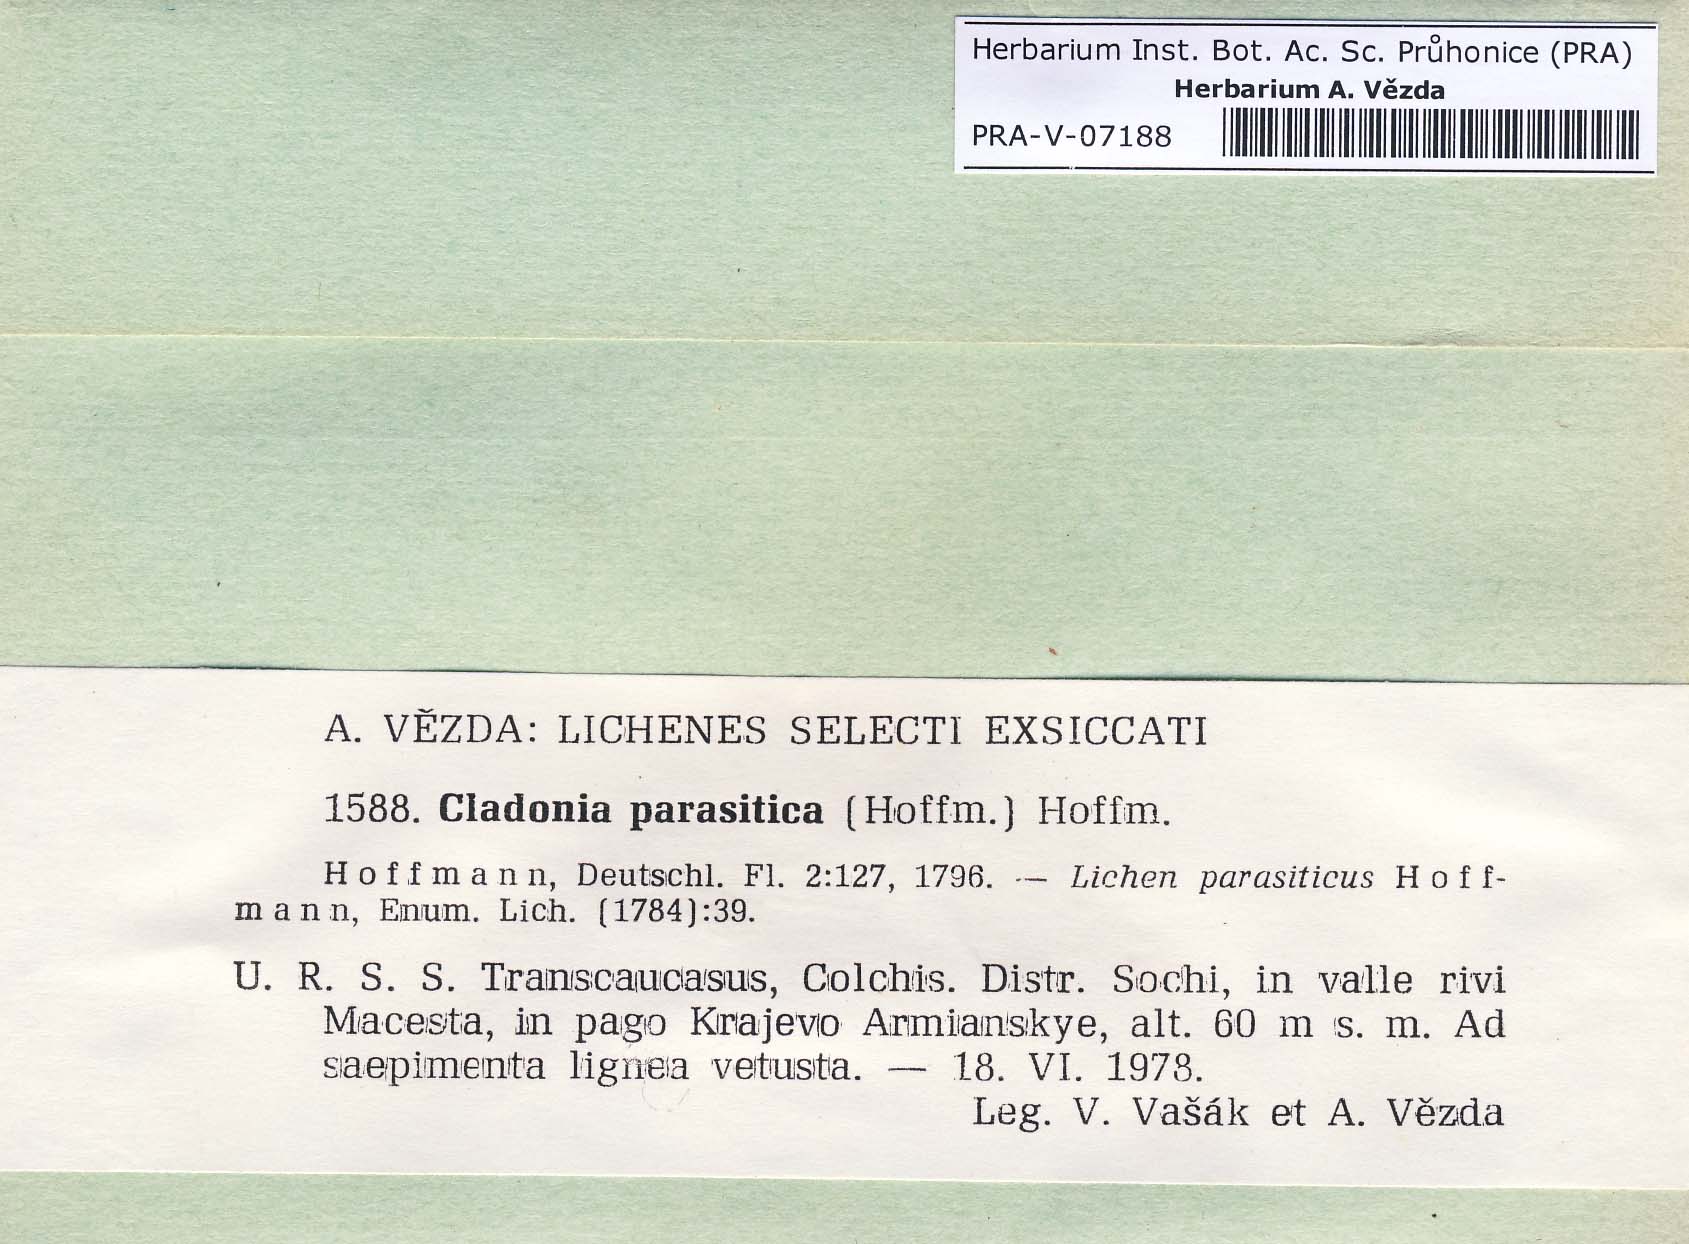 Herbarium Inst. Bot. Ac. Sc. Průhonice (PRA)
Herbarium A. Vězda
PRA-V-07188
A. VĚZDA: LICHENES SELECTI EXSICCATI
1588. Cladonia parasitica (Hoffm.) Hoffm.
Hoffmann, Deutschl. Fl. 2:127, 1796. — Lichen parasiticus Hoff-
mann, Enum. Lich. (1784):39.
U. R. S. S. Transcaucasus, Colchis. Distr. Sochi, in valle rivi
Macesta, in pago Krajevo Armianskye, alt. 60 m s. m. Ad
saepimenta lignea vetusta. — 18. VI. 1978.
Leg. V. Vašák et A. Vězda